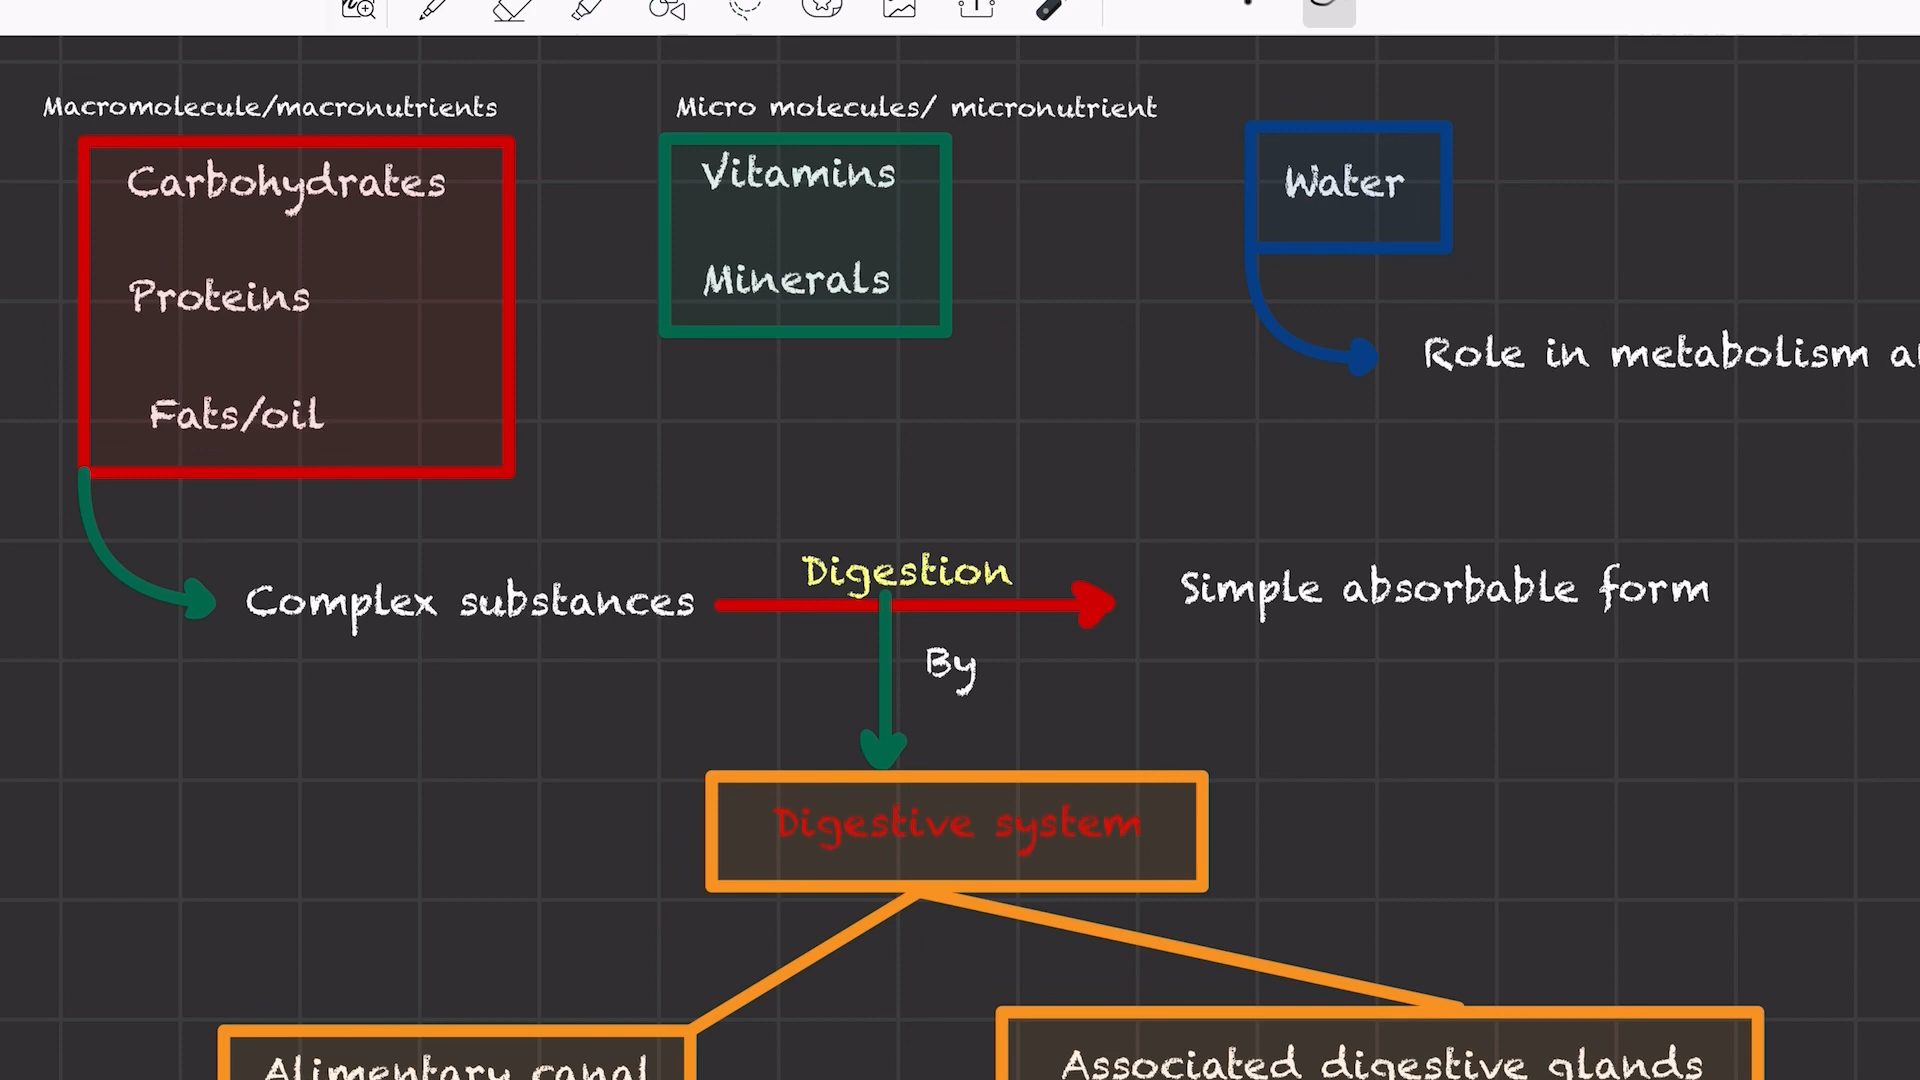 Macromolecule/macronutrients
Micro molecules/ micronutrient
Carbohydrates
Proteins
Fats/oil
Vitamins
Minerals
Water
Role in metabolism
Complex substances
Digestion
Simple absorbable form
By
Digestive system
Alimentary canal
Associated digestive glands